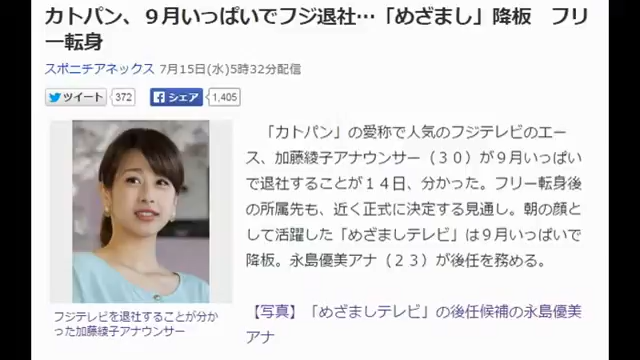 カトパン、９月いっぱいでフジ退社…「めざまし」降板　フリ
ー転身
スポニチアネックス 7月15日(水)5時32分配信
ツイート 372 シェア 1,405
「カトパン」の愛称で人気のフジテレビのエー
ス、加藤綾子アナウンサー（３０）が９月いっぱい
で退社することが１４日、分かった。フリー転身後
の所属先も、近く正式に決定する見通し。朝の顔と
して活躍した「めざましテレビ」は９月いっぱいで
降板。永島優美アナ（２３）が後任を務める。
フジテレビを退社することが分か
った加藤綾子アナウンサー
【写真】「めざましテレビ」の後任候補の永島優美
アナ